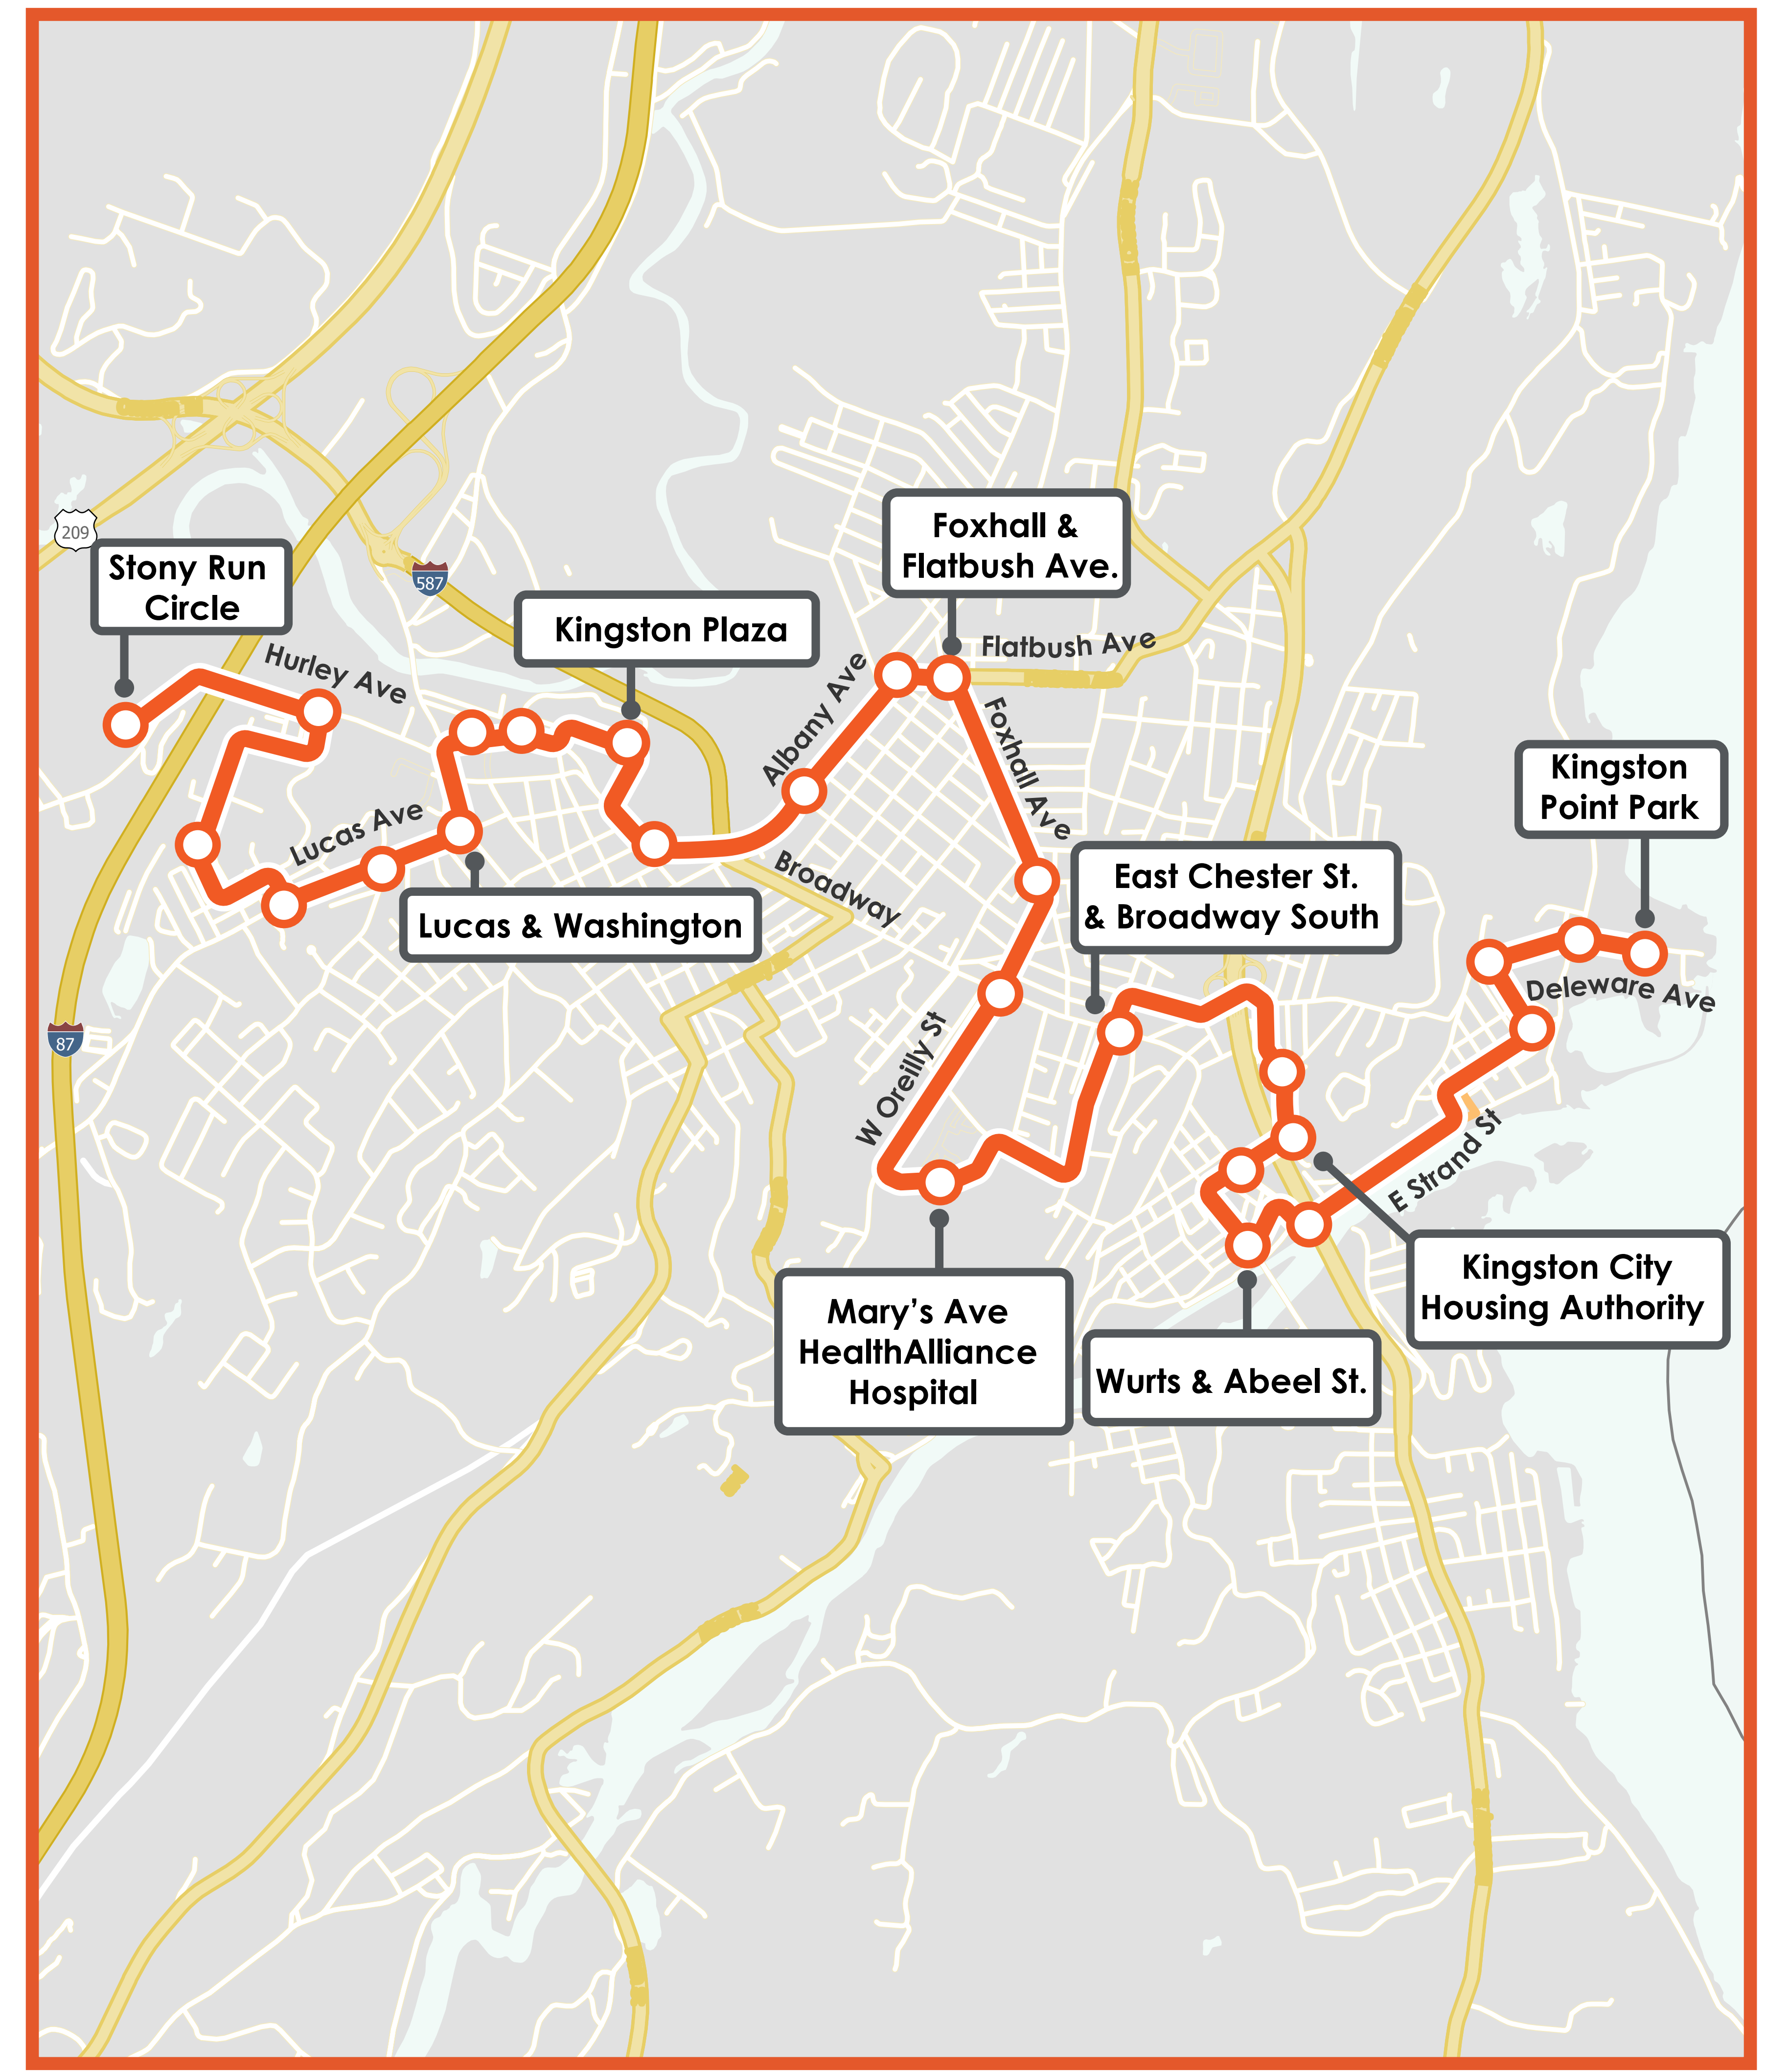 Foxhall &
Flatbush Ave.
209
Stony Run
Circle
587
Kingston Plaza
Hurley Ave
Flatbush Ave
Albany Ave
Foxhall Ave
Kingston
Point Park
Lucas Ave
Broadway
East Chester St.
& Broadway South
Lucas & Washington
Deleware Ave
87
W Oreilly St
E Strand St
Kingston City
Housing Authority
Mary's Ave
HealthAlliance
Hospital
Wurts & Abeel St.